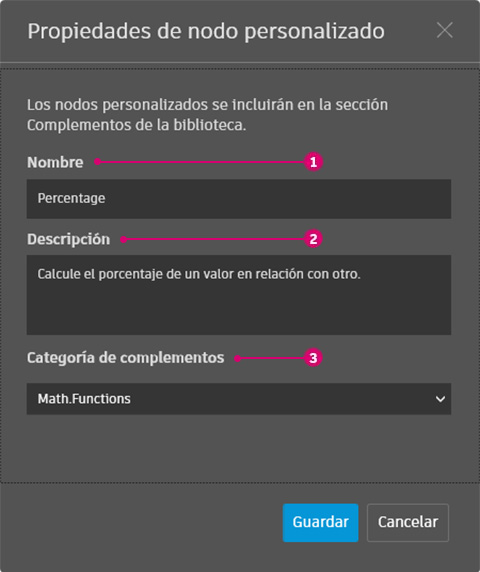 Propiedades de nodo personalizado
Los nodos personalizados se incluirán en la sección
Complementos de la biblioteca.
Nombre 1
Percentage
Descripción 2
Calcule el porcentaje de un valor en relación con otro.
Categoría de complementos 3
Math.Functions
Guardar Cancelar